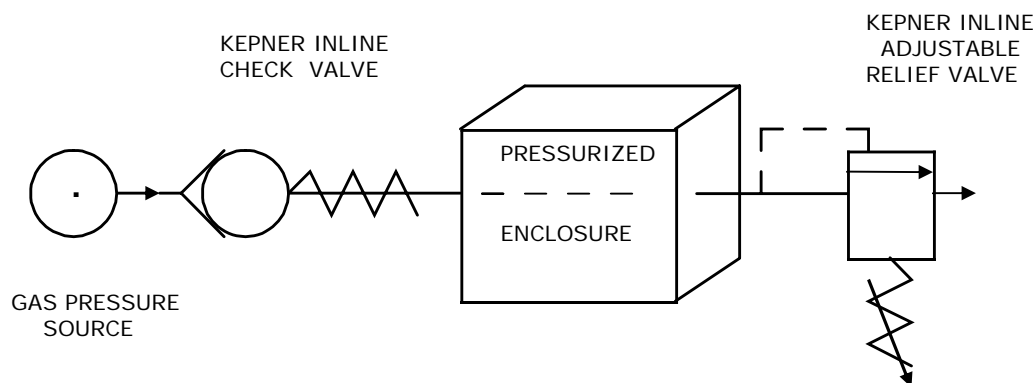 KEPNER INLINE
CHECK VALVE
KEPNER INLINE
ADJUSTABLE
RELIEF VALVE
PRESSURIZED
ENCLOSURE
GAS PRESSURE
SOURCE